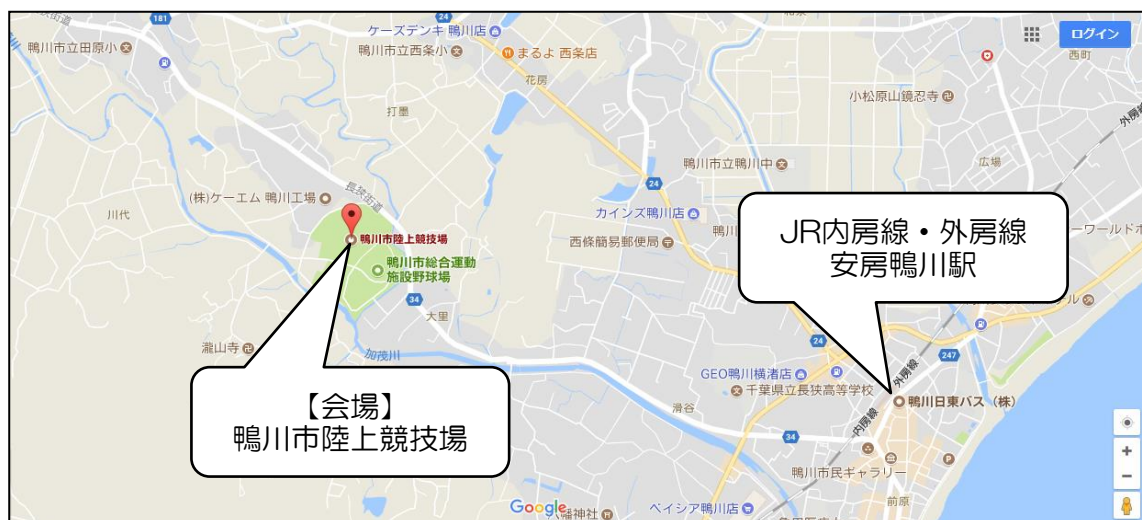 181
ケーズデンキ 鴨川店
ログイン
鴨川市立田原小
鴨川市立西条小
まるよ 西条店
西町
花房
小松原山鏡忍寺
外房線
打墨
広場
鴨川市立鴨川中
24
長狭街道
(株)ケーエム 鴨川工場
24
川代
カインズ鴨川店
鴨川市陸上競技場
西條簡易郵便局
JR内房線・外房線
安房鴨川駅
鴨川市総合運動
施設野球場
34
大里
瀧山寺
加茂川
24
247
GEO鴨川横渚店
外房線
千葉県立長狭高等学校
【会場】
鴨川市陸上競技場
滑谷
鴨川日東バス（株）
内房線
34
鴨川市民ギャラリー
前原
Google
八幡神社
ベイシア鴨川店